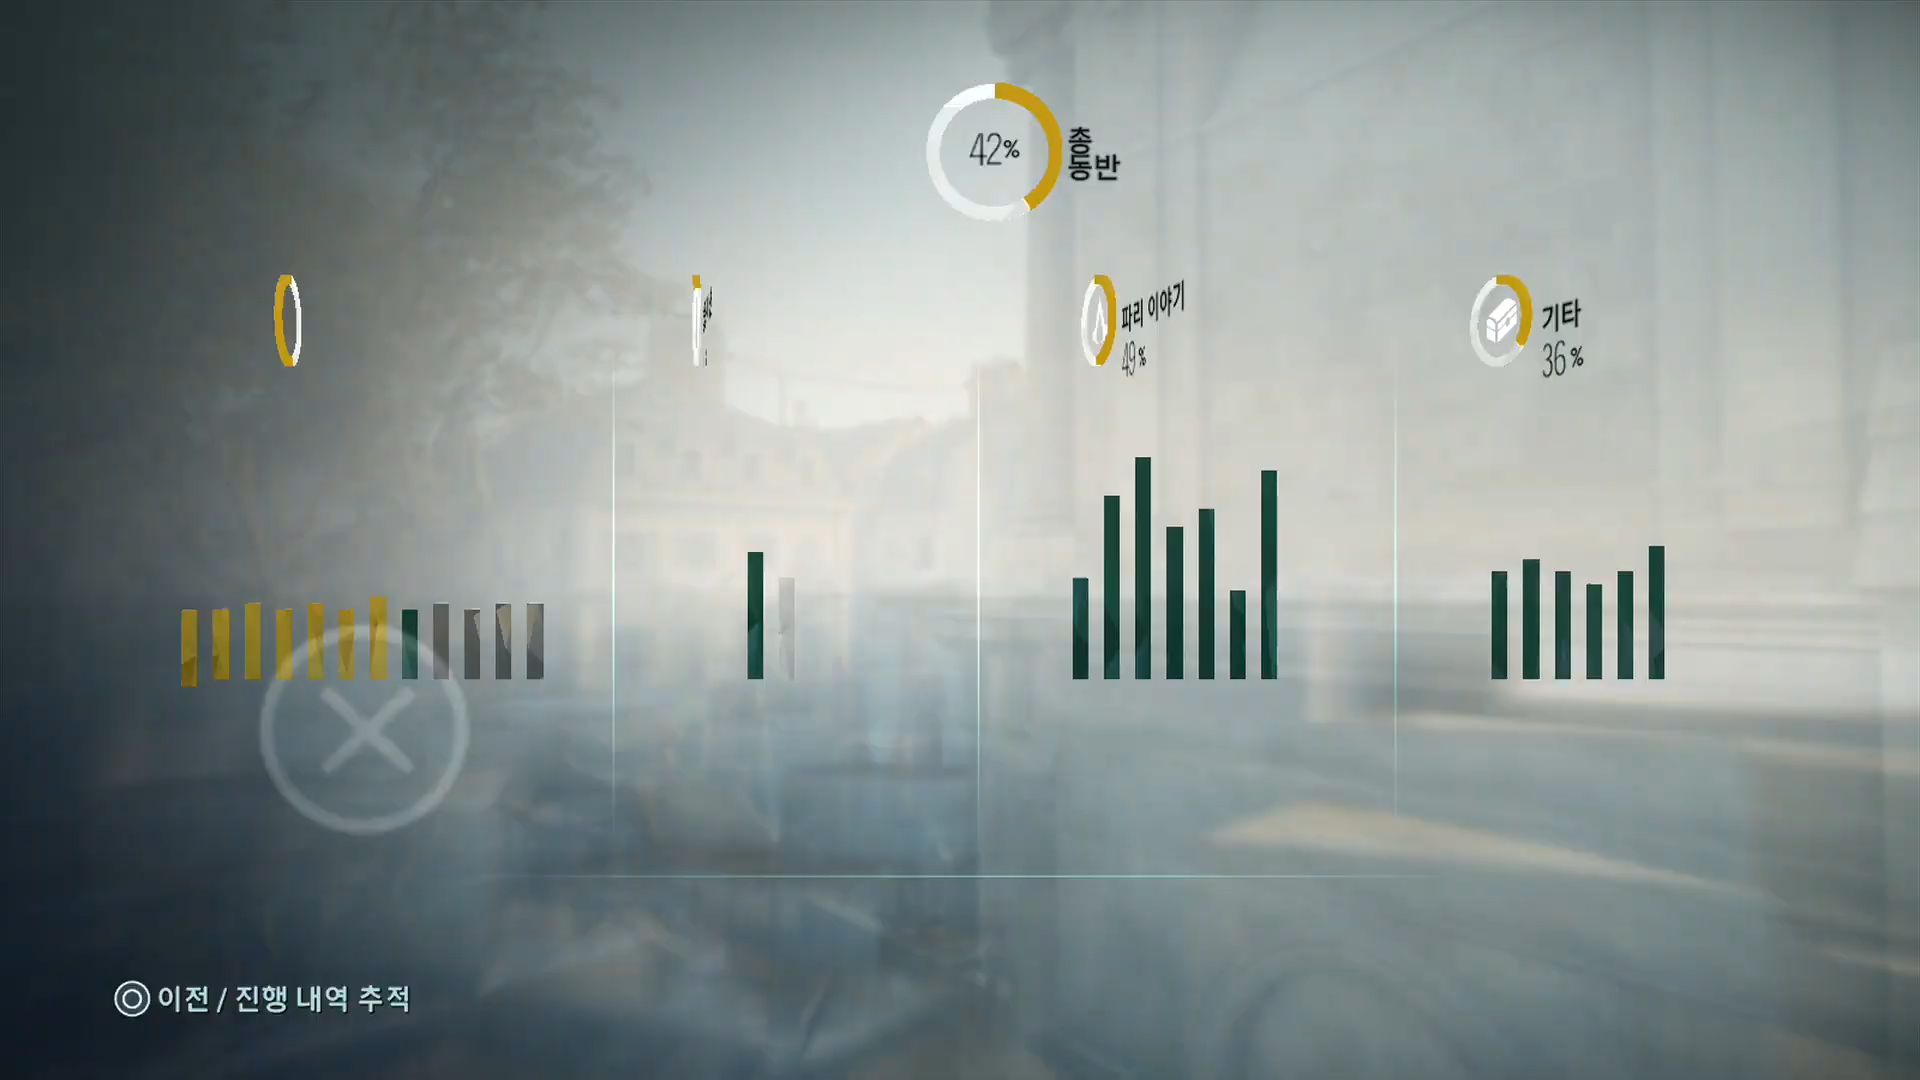 42%
총
동반
파리 이야기
49%
기타
36%
이전 / 진행 내역 추적